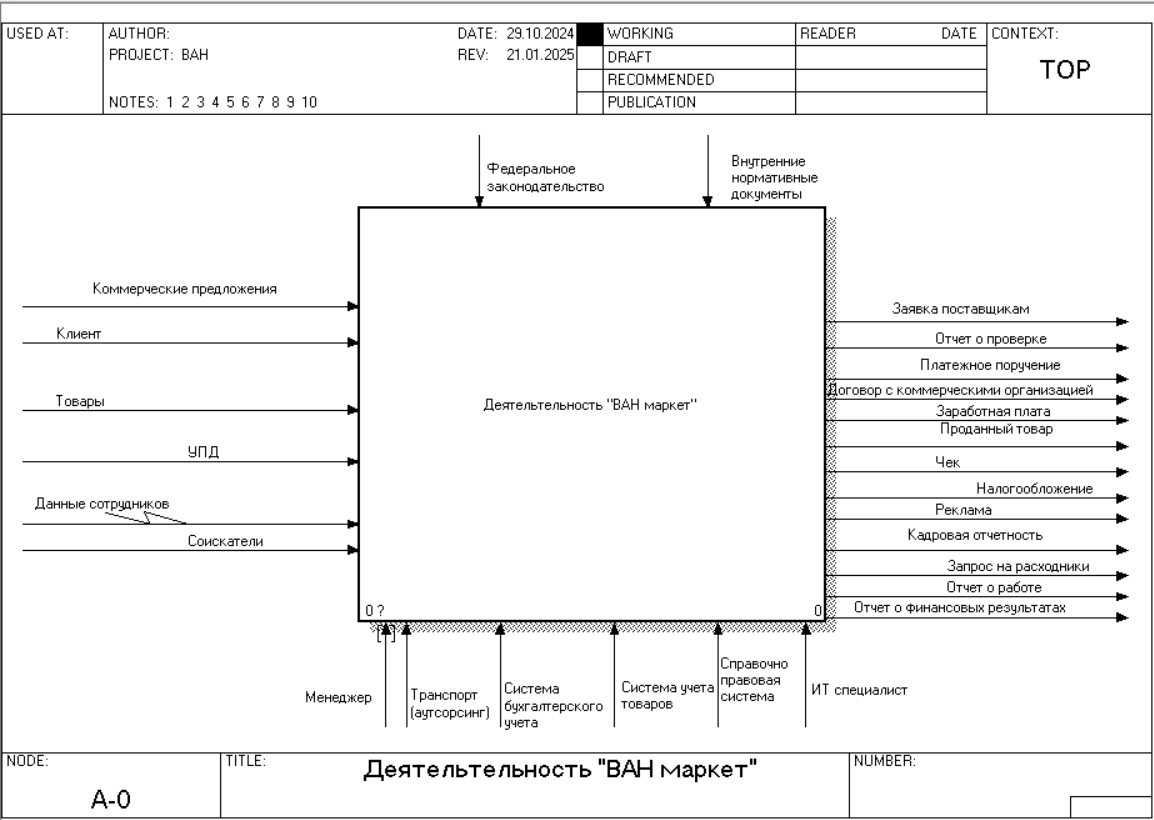 USED AT:
AUTHOR:
DATE: 29.10.2024
WORKING
READER
DATE
CONTEXT:
PROJECT: ВАН
REV: 21.01.2025
DRAFT
TOP
RECOMMENDED
NOTES: 1 2 3 4 5 6 7 8 9 10
PUBLICATION
Федеральное
законодательство
Внутренние
нормативные
документы
Коммерческие предложения
Клиент
Товары
УПД
Данные сотрудников
Соискатели
Деятельтельность "ВАН маркет"
0 ?
0
Заявка поставщикам
Отчет о проверке
Платежное поручение
Договор с коммерческими организацией
Заработная плата
Проданный товар
Чек
Налогообложение
Реклама
Кадровая отчетность
Запрос на расходники
Отчет о работе
Отчет о финансовых результатах
Менеджер
Транспорт
(аутсорсинг)
Система
бухгалтерского
учета
Система учета
товаров
Справочно
правовая
система
ИТ специалист
NODE:
A-0
TITLE:
Деятельтельность "ВАН маркет"
NUMBER: